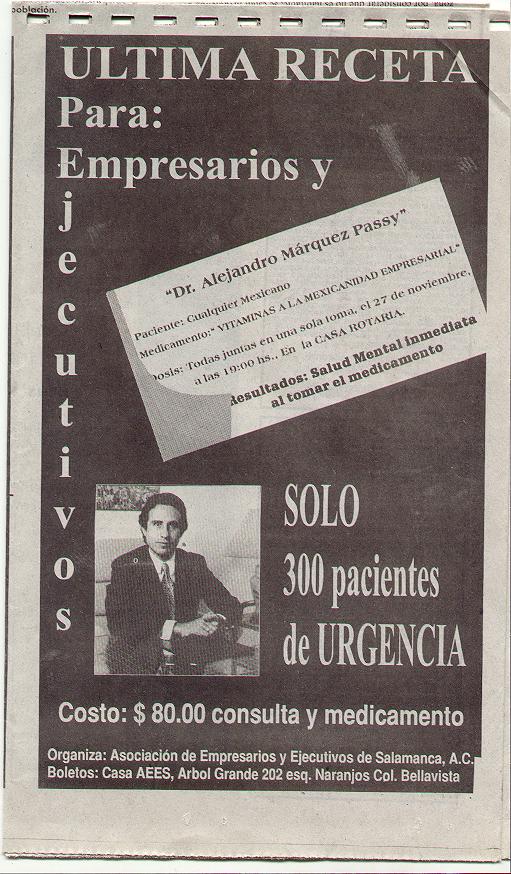 población.
ULTIMA RECETA
Para:
Empresarios y
Ejecutivos
"Dr. Alejandro Márquez Passy"
Paciente: Cualquier Mexicano
Medicamento:" VITAMINAS A LA MEXICANIDAD EMPRESARIAL"
osis: Todas juntas en una sola toma, el 27 de noviembre,
a las 19:00 hs.. En la CASA ROTARIA.
Resultados: Salud Mental inmediata
al tomar el medicamento
SOLO
300 pacientes
de URGENCIA
Costo: $ 80.00 consulta y medicamento
Organiza: Asociación de Empresarios y Ejecutivos de Salamanca, A.C.
Boletos: Casa AEES, Arbol Grande 202 esq. Naranjos Col. Bellavista